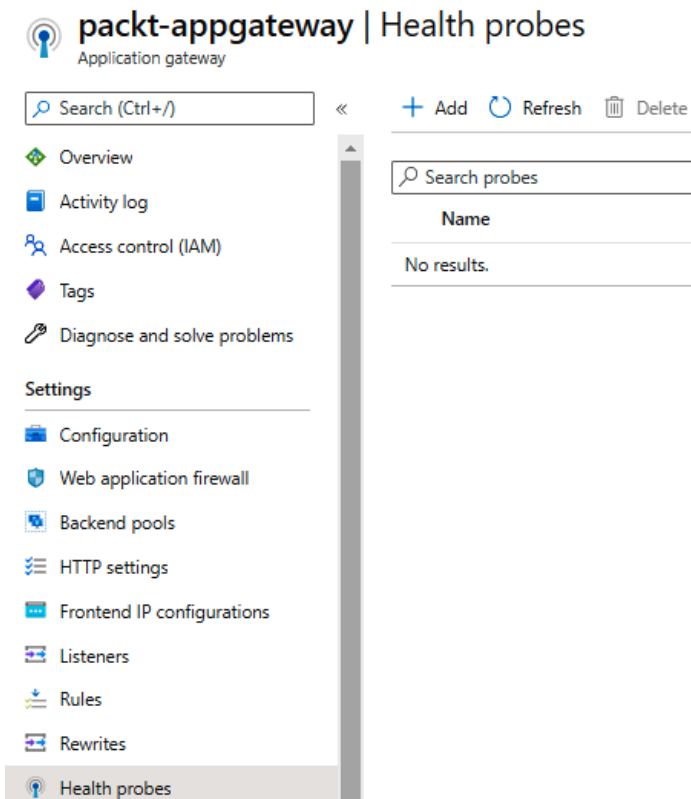 packt-appgateway | Health probes
Application gateway
Search (Ctrl+/)
«
Add
Refresh
Delete
Overview
Activity log
Access control (IAM)
Tags
Diagnose and solve problems
Settings
Configuration
Web application firewall
Backend pools
HTTP settings
Frontend IP configurations
Listeners
Rules
Rewrites
Health probes
Search probes
Name
No results.